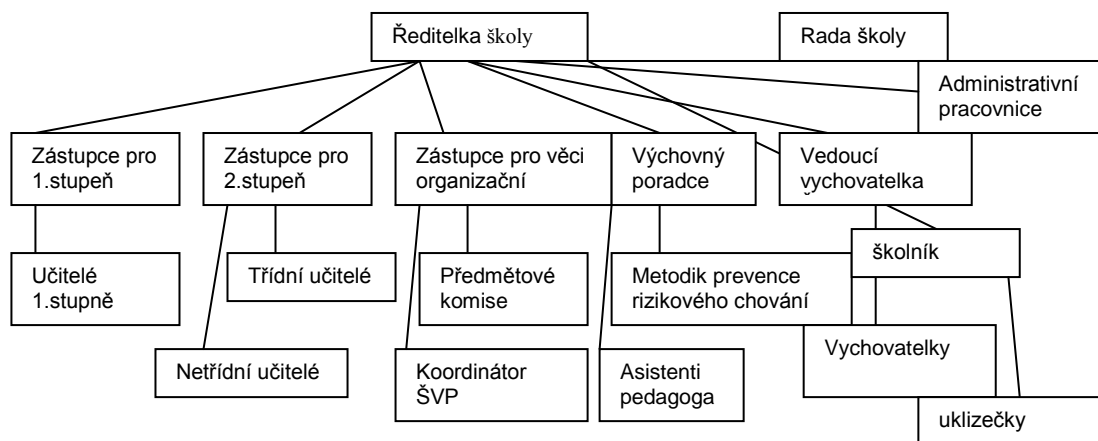 Ředitelka školy
Rada školy
Administrativní
pracovnice
Zástupce pro
1.stupeň
Zástupce pro
2.stupeň
Zástupce pro věci
organizační
Výchovný
poradce
Vedoucí
vychovatelka
Učitelé
1.stupně
Třídní učitelé
Předmětové
komise
Metodik prevence
rizikového chování
školník
Netřídní učitelé
Koordinátor
ŠVP
Asistenti
pedagoga
Vychovatelky
uklizečky